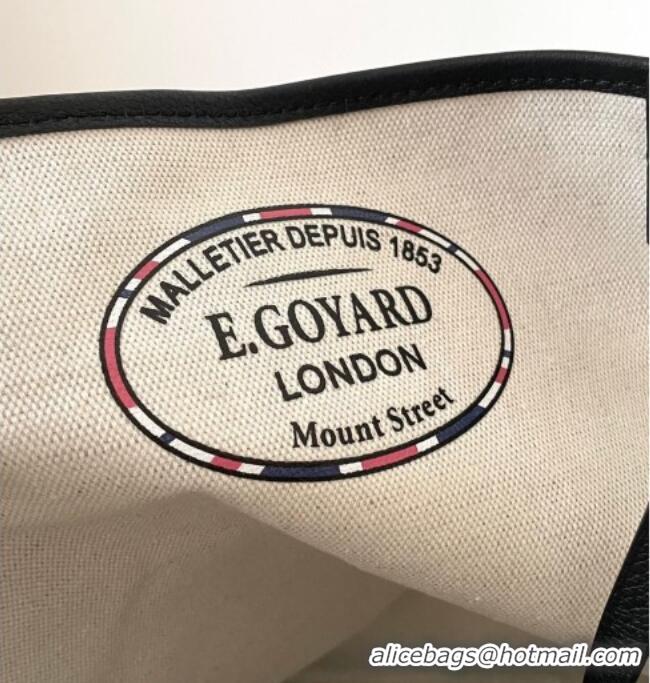 MALLETIER DEPUIS 1853
E.GOYARD
LONDON
Mount Street
alicebags@hotmail.com